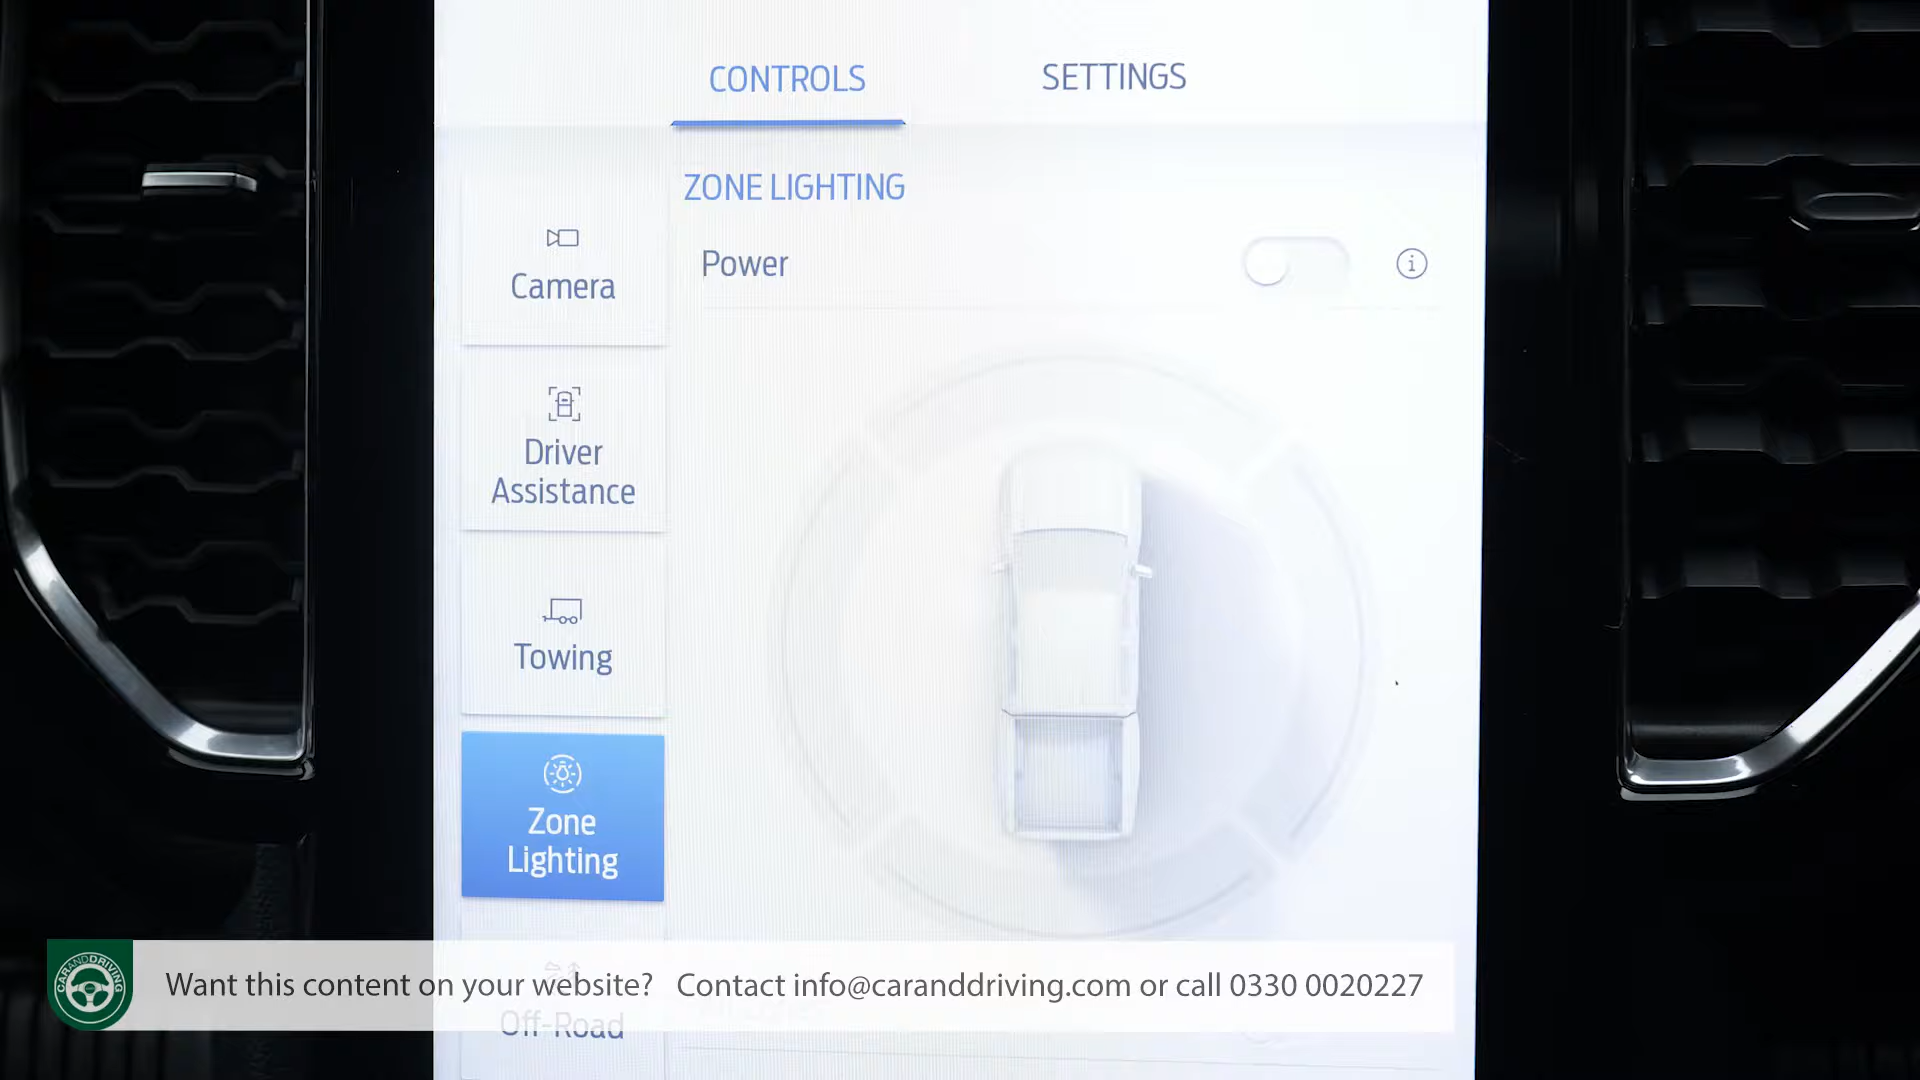 CONTROLS
SETTINGS
ZONE LIGHTING
Power
Camera
Driver
Assistance
Towing
Zone
Lighting
Off-Road
CARANDDRIVING
Want this content on your website? Contact info@caranddriving.com or call 0330 0020227